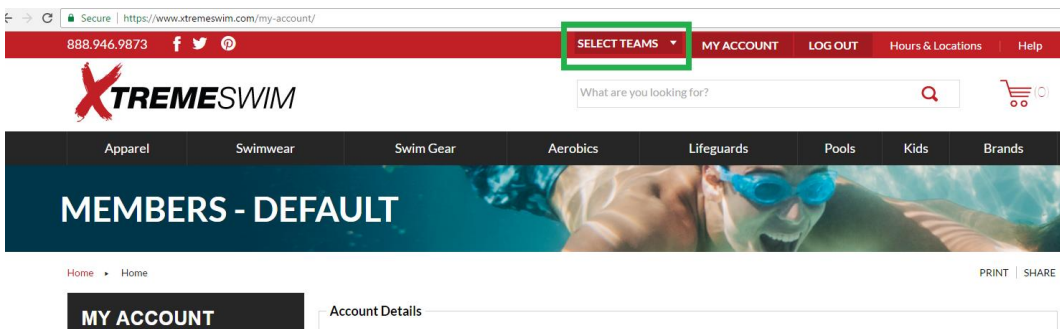 Secure | https://www.xtremeswim.com/my-account/
888.946.9873 SELECT TEAMS MY ACCOUNT LOG OUT Hours & Locations | Help
XTREMESWIM What are you looking for? (0)
Apparel Swimwear Swim Gear Aerobics Lifeguards Pools Kids Brands
MEMBERS - DEFAULT
Home ▸ Home PRINT | SHARE
MY ACCOUNT Account Details